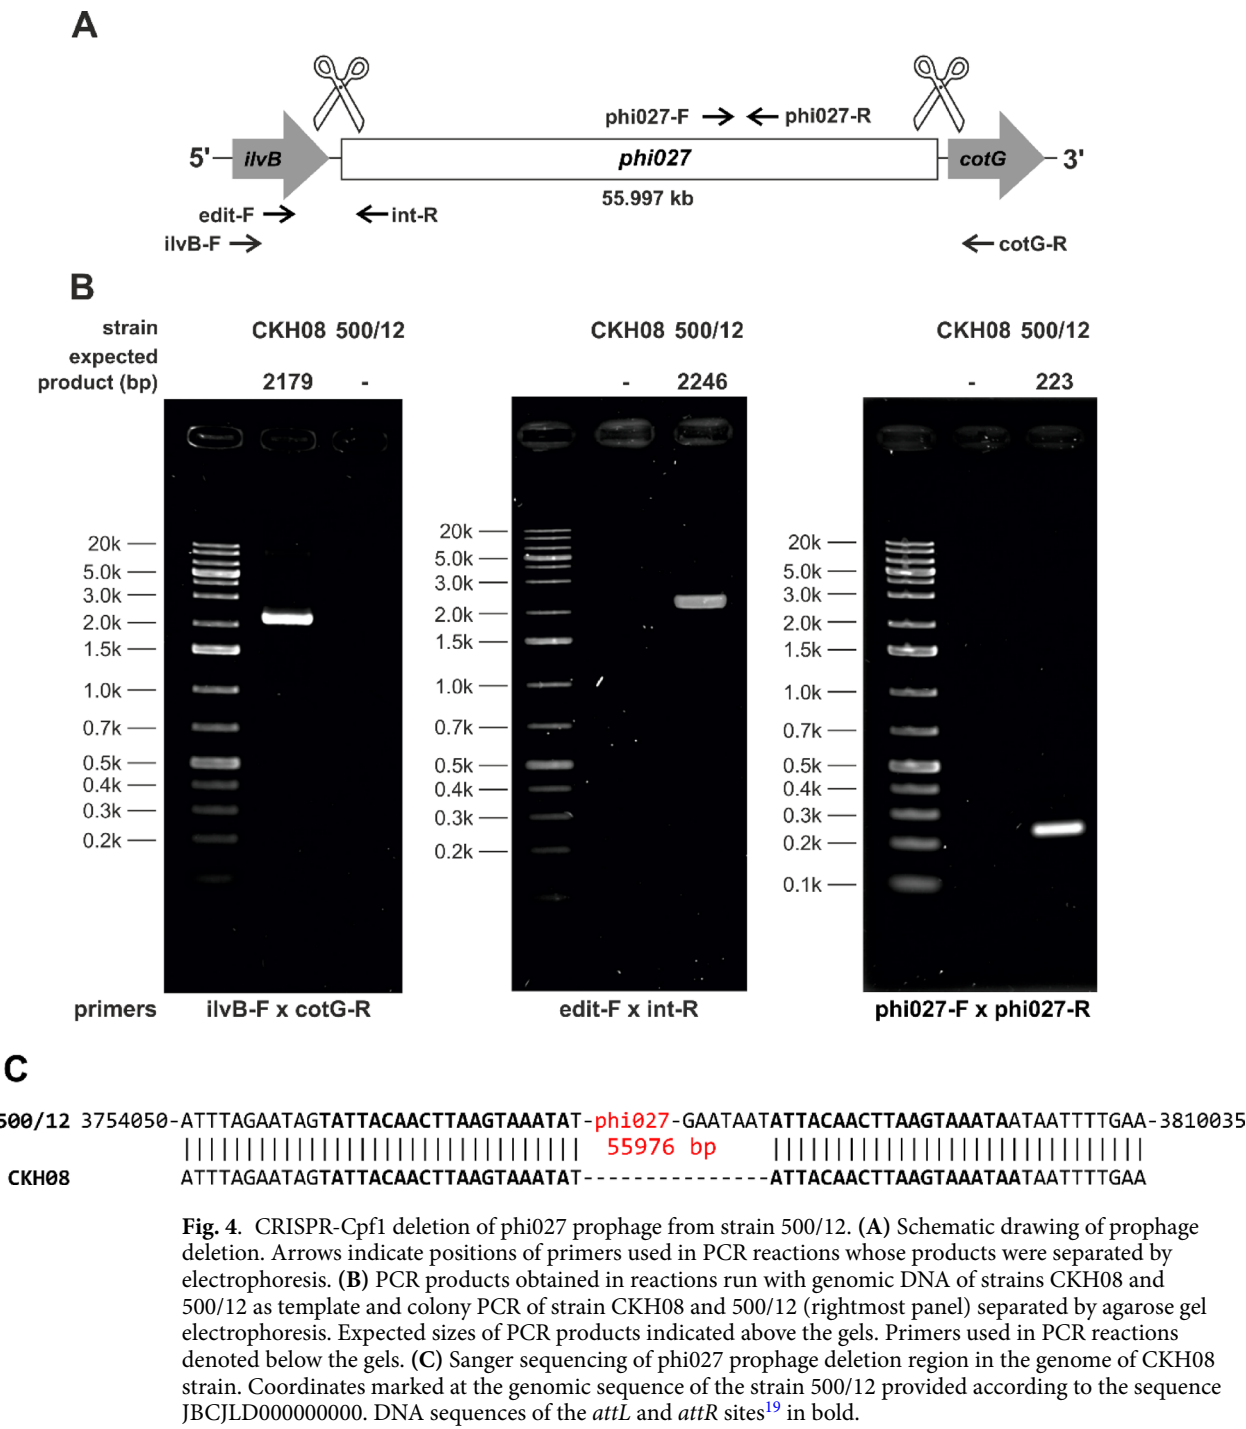 A
phi027-F phi027-R
5' ilvB phi027 cotG 3'
55.997 kb
edit-F int-R
ilvB-F cotG-R
B
strain CKH08 500/12 CKH08 500/12 CKH08 500/12
expected
product (bp) 2179 - - 2246 - 223
20k
5.0k
3.0k
2.0k
1.5k
1.0k
0.7k
0.5k
0.4k
0.3k
0.2k
20k
5.0k
3.0k
2.0k
1.5k
1.0k
0.7k
0.5k
0.4k
0.3k
0.2k
20k
5.0k
3.0k
2.0k
1.5k
1.0k
0.7k
0.5k
0.4k
0.3k
0.2k
0.1k
primers ilvB-F x cotG-R edit-F x int-R phi027-F x phi027-R
C
500/12 3754050-ATTTAGAATAGTATTACAACTTAAGTAAATAT-phi027-GAATAATATTACAACTTAAGTAAATAATAATTTTGAA-3810035
55976 bp
CKH08 ATTTAGAATAGTATTACAACTTAAGTAAATAT--------------ATTACAACTTAAGTAAATAATAATTTTGAA
Fig. 4. CRISPR-Cpf1 deletion of phi027 prophage from strain 500/12. (A) Schematic drawing of prophage
deletion. Arrows indicate positions of primers used in PCR reactions whose products were separated by
electrophoresis. (B) PCR products obtained in reactions run with genomic DNA of strains CKH08 and
500/12 as template and colony PCR of strain CKH08 and 500/12 (rightmost panel) separated by agarose gel
electrophoresis. Expected sizes of PCR products indicated above the gels. Primers used in PCR reactions
denoted below the gels. (C) Sanger sequencing of phi027 prophage deletion region in the genome of CKH08
strain. Coordinates marked at the genomic sequence of the strain 500/12 provided according to the sequence
JBCJLD000000000. DNA sequences of the attL and attR sites19 in bold.